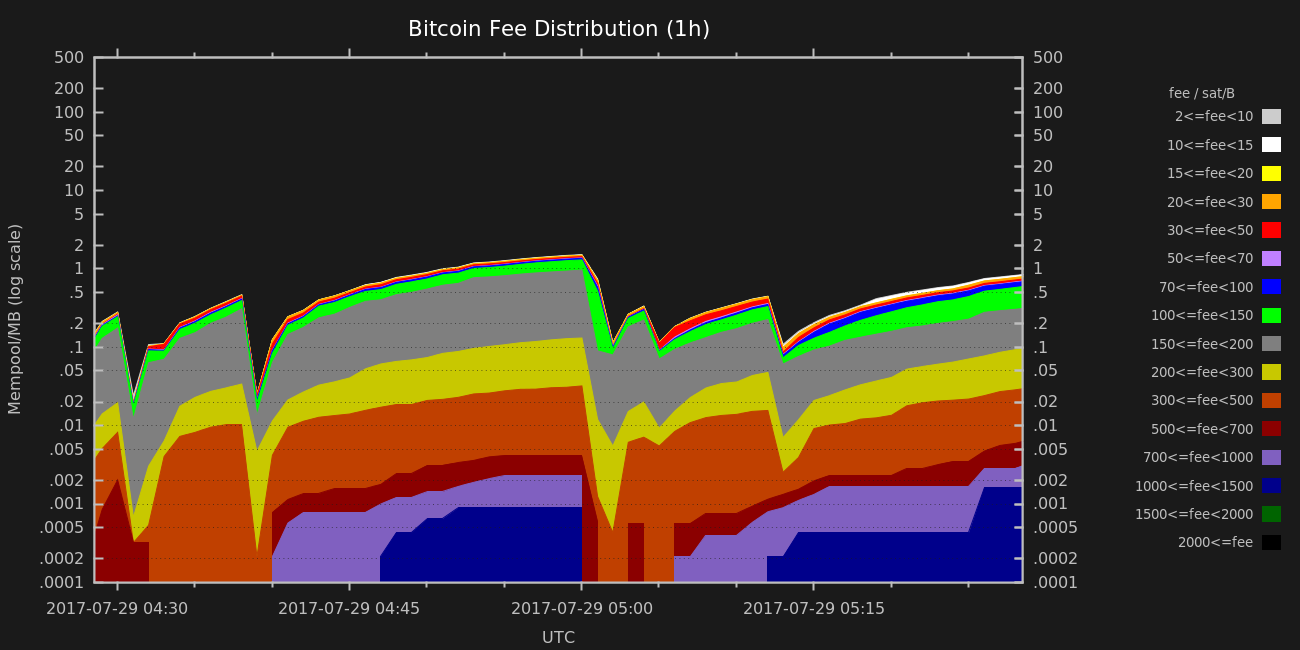 Bitcoin Fee Distribution (1h)
500
200
100
50
20
10
5
2
1
.5
.2
.1
.05
.02
.01
.005
.002
.001
.0005
.0002
.0001
Mempool/MB (log scale)
500
200
100
50
20
10
5
2
1
.5
.2
.1
.05
.02
.01
.005
.002
.001
.0005
.0002
.0001
2017-07-29 04:30
2017-07-29 04:45
2017-07-29 05:00
2017-07-29 05:15
UTC
fee / sat/B
2<=fee<10
10<=fee<15
15<=fee<20
20<=fee<30
30<=fee<50
50<=fee<70
70<=fee<100
100<=fee<150
150<=fee<200
200<=fee<300
300<=fee<500
500<=fee<700
700<=fee<1000
1000<=fee<1500
1500<=fee<2000
2000<=fee